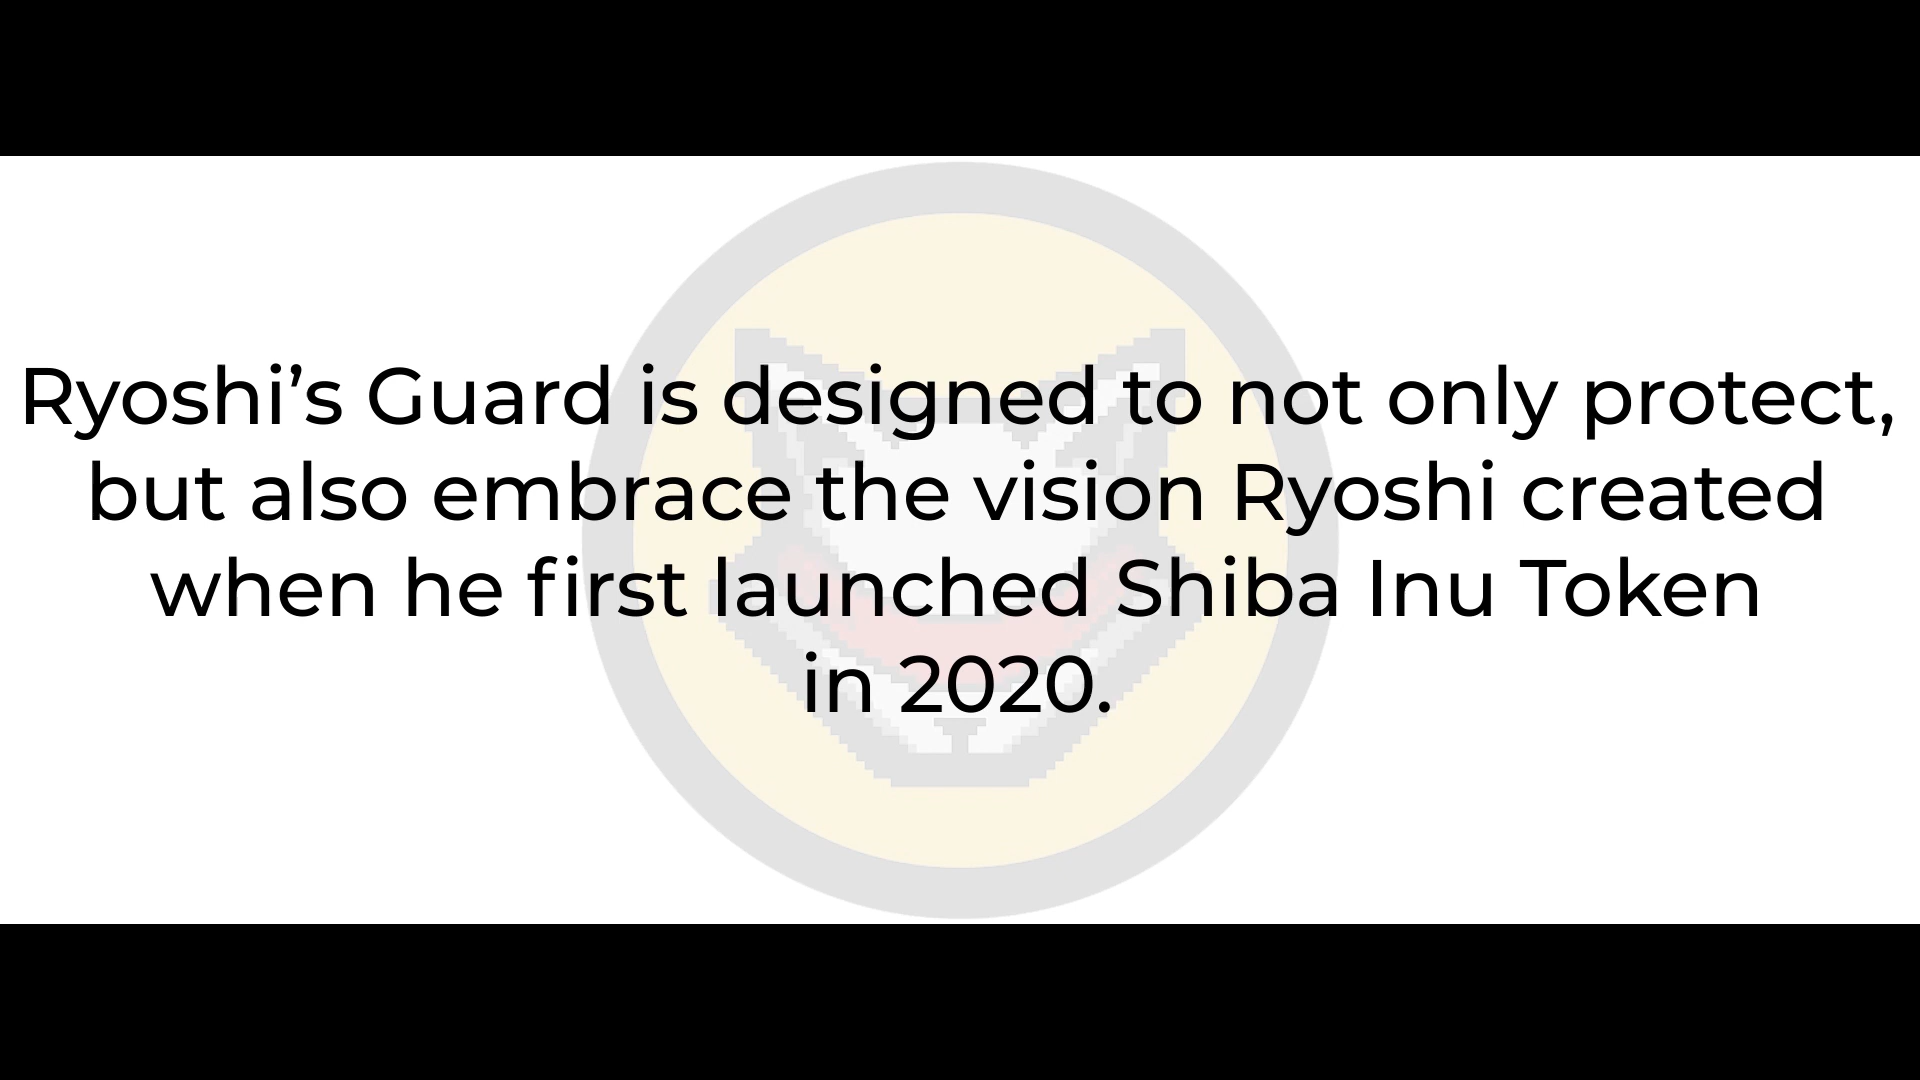 Ryoshi’s Guard is designed to not only protect,
but also embrace the vision Ryoshi created
when he first launched Shiba Inu Token
in 2020.